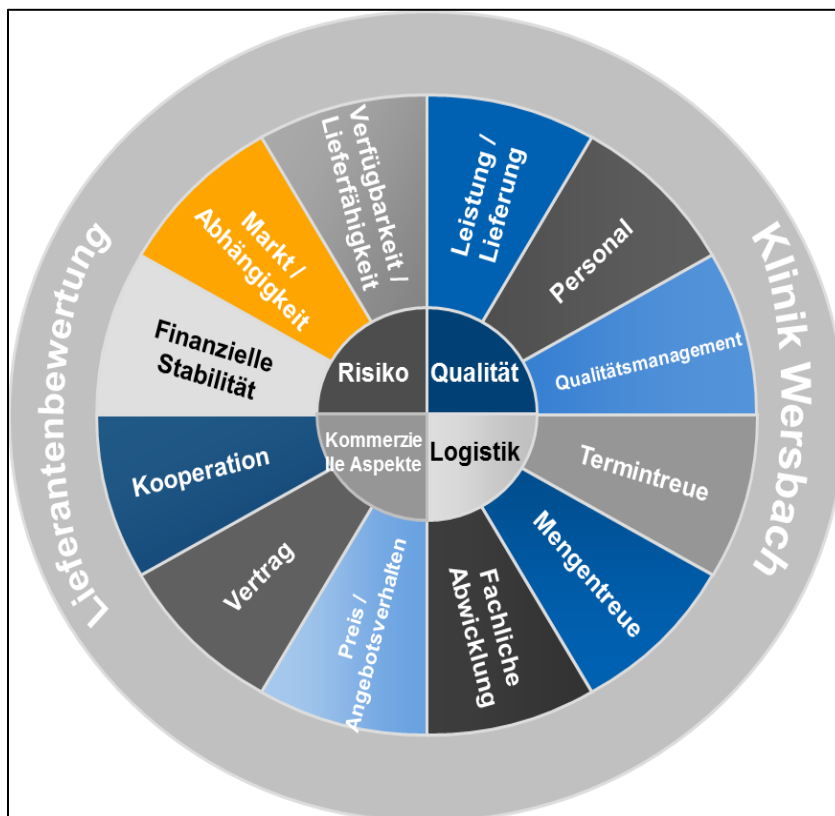 Lieferantenbewertung
Klinik Wersbach
Verfügbarkeit /
Lieferfähigkeit
Leistung /
Lieferung
Markt /
Abhängigkeit
Personal
Finanzielle
Stabilität
Qualitätsmanagement
Risiko
Qualität
Kommerzie
lle Aspekte
Logistik
Kooperation
Termintreue
Vertrag
Mengentreue
Preis /
Angebotsverhalten
Fachliche
Abwicklung